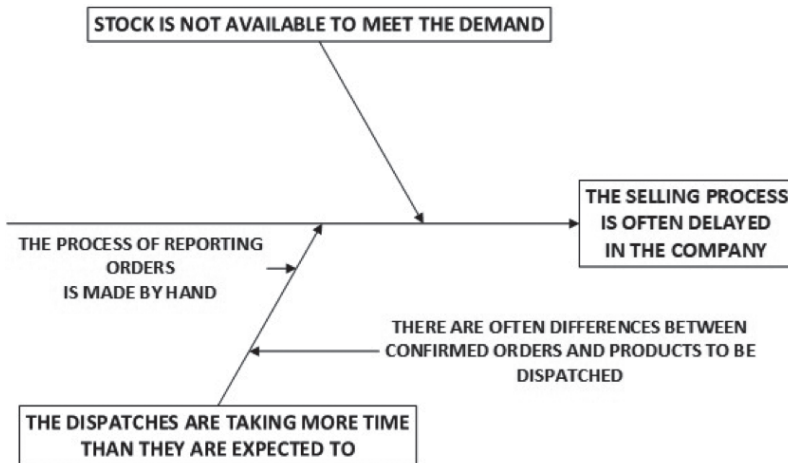 STOCK IS NOT AVAILABLE TO MEET THE DEMAND
THE SELLING PROCESS
IS OFTEN DELAYED
IN THE COMPANY
THE PROCESS OF REPORTING
ORDERS
IS MADE BY HAND
THERE ARE OFTEN DIFFERENCES BETWEEN
CONFIRMED ORDERS AND PRODUCTS TO BE
DISPATCHED
THE DISPATCHES ARE TAKING MORE TIME
THAN THEY ARE EXPECTED TO